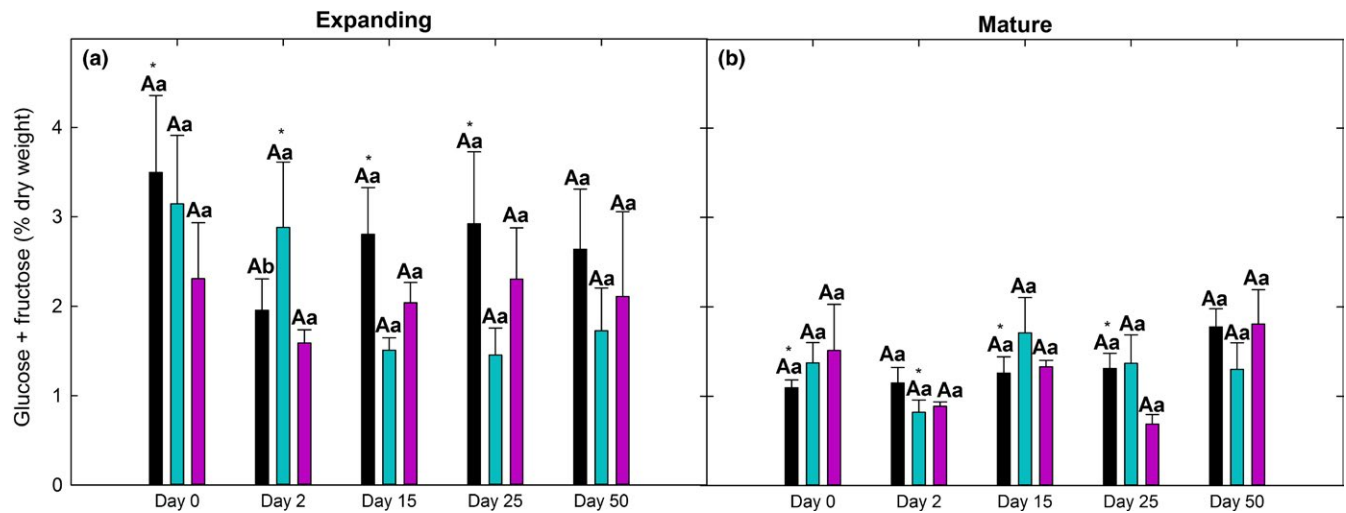 Expanding
Mature
(a)
(b)
Glucose + fructose (% dry weight)
4
3
2
1
0
* * * *
Aa Aa Aa
Ab Aa Aa
Aa Aa Aa
Aa Aa Aa
Aa Aa Aa
Day 0 Day 2 Day 15 Day 25 Day 50
* * * *
Aa Aa Aa
Aa Aa Aa
Aa Aa Aa
Aa Aa Aa
Aa Aa Aa
Day 0 Day 2 Day 15 Day 25 Day 50